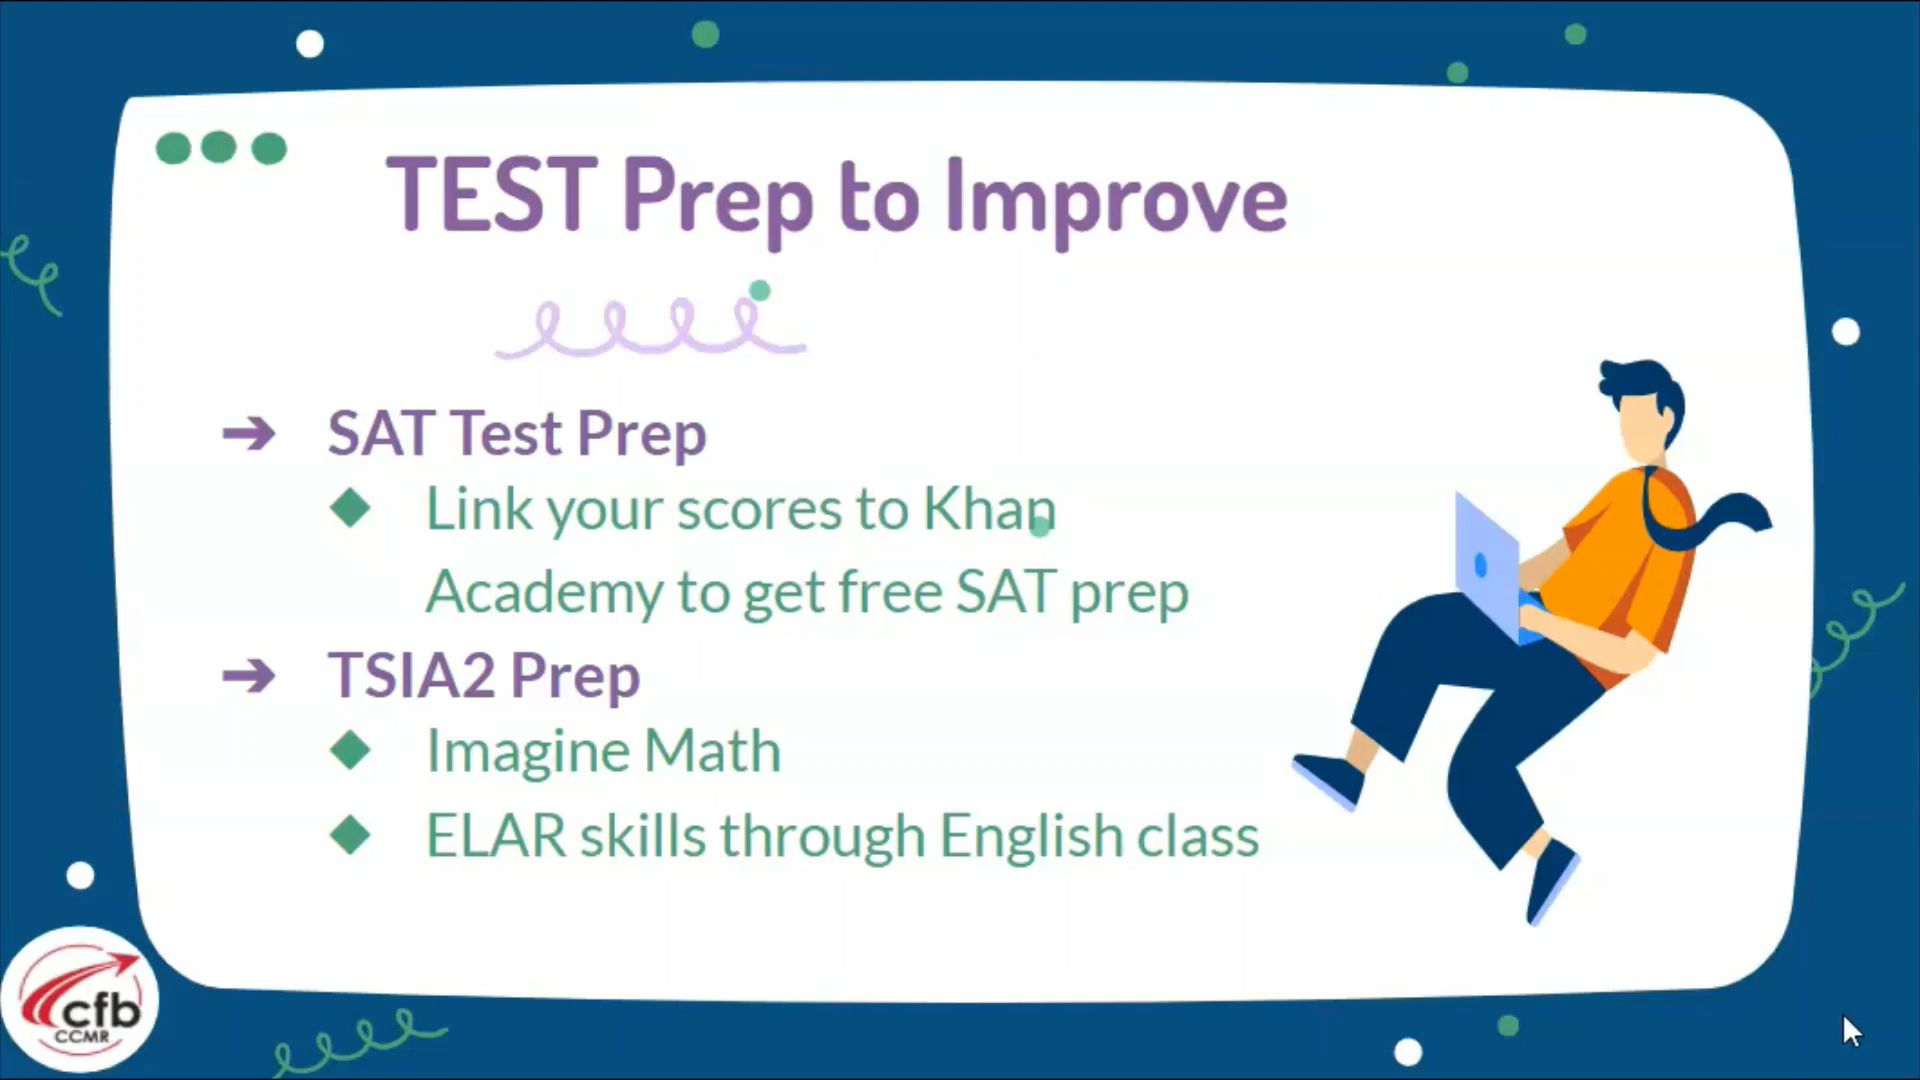 TEST Prep to Improve
➔ SAT Test Prep
◆ Link your scores to Khan
Academy to get free SAT prep
➔ TSIA2 Prep
◆ Imagine Math
◆ ELAR skills through English class
cfb
CCMR